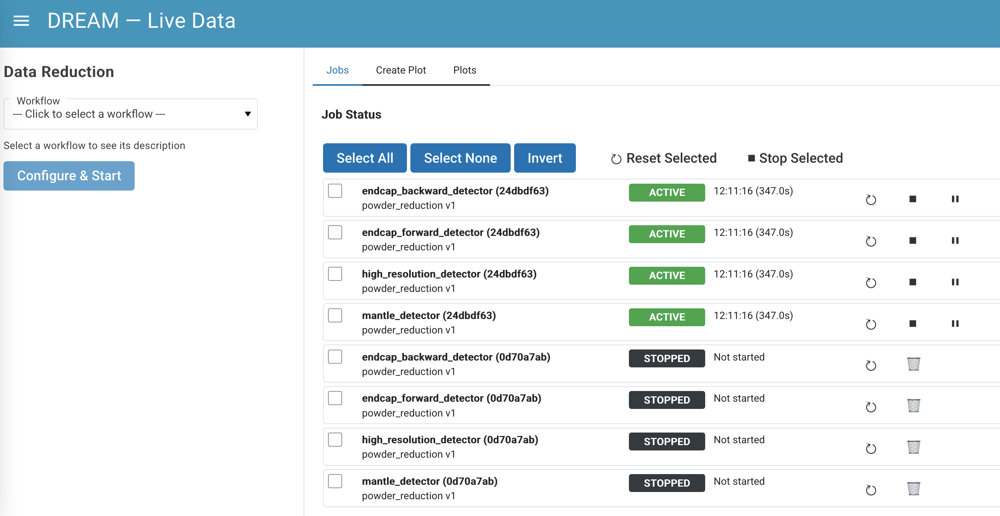 DREAM — Live Data
Data Reduction
Workflow
--- Click to select a workflow ---
Select a workflow to see its description
Configure & Start
Jobs Create Plot Plots
Job Status
Select All Select None Invert Reset Selected Stop Selected
endcap_backward_detector (24dbdf63) ACTIVE 12:11:16 (347.0s)
powder_reduction v1
endcap_forward_detector (24dbdf63) ACTIVE 12:11:16 (347.0s)
powder_reduction v1
high_resolution_detector (24dbdf63) ACTIVE 12:11:16 (347.0s)
powder_reduction v1
mantle_detector (24dbdf63) ACTIVE 12:11:16 (347.0s)
powder_reduction v1
endcap_backward_detector (0d70a7ab) STOPPED Not started
powder_reduction v1
endcap_forward_detector (0d70a7ab) STOPPED Not started
powder_reduction v1
high_resolution_detector (0d70a7ab) STOPPED Not started
powder_reduction v1
mantle_detector (0d70a7ab) STOPPED Not started
powder_reduction v1